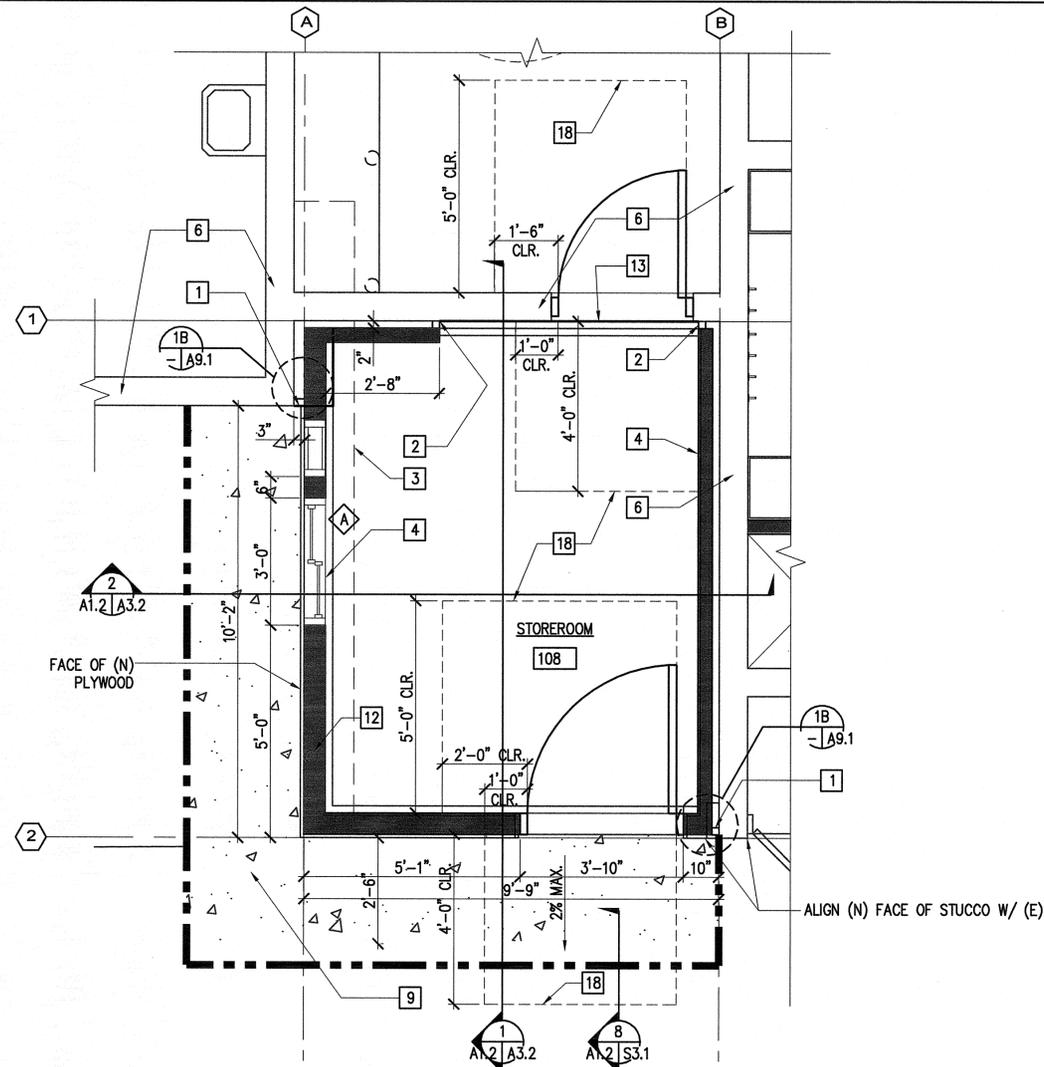 A
B
18
5'-0" CLR.
6
6
1'-6"
CLR.
13
1
1
1B
- A9.1
2"
1'-0"
CLR.
2
2'-8"
4'-0" CLR.
3"
2
4
3
6"
6
A
4
18
3'-0"
2
A1.2 A3.2
10'-2"
STOREROOM
108
FACE OF (N)
PLYWOOD
5'-0" CLR.
12
1B
- A9.1
5'-0"
2'-0" CLR.
1'-0"
CLR.
1
2
5'-1"
3'-10"
10"
2'-6"
4'-0" CLR.
9'-9"
2% MAX.
ALIGN (N) FACE OF STUCCO W/ (E)
9
18
1
A1.2 A3.2
8
A1.2 S3.1